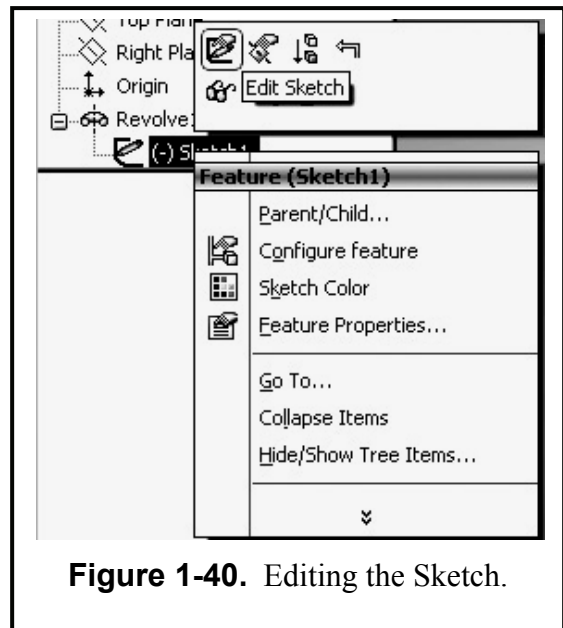 Top Plane
Right Pla
Origin
Edit Sketch
Revolve1
(-) Sketch1
Feature (Sketch1)
Parent/Child...
Configure feature
Sketch Color
Feature Properties...
Go To...
Collapse Items
Hide/Show Tree Items...
Figure 1-40. Editing the Sketch.